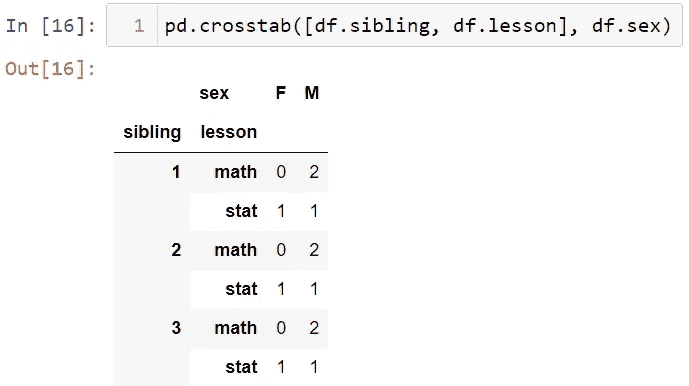 In [16]: 1 pd.crosstab([df.sibling, df.lesson], df.sex)
Out[16]:
sex F M
sibling lesson
1 math 0 2
stat 1 1
2 math 0 2
stat 1 1
3 math 0 2
stat 1 1